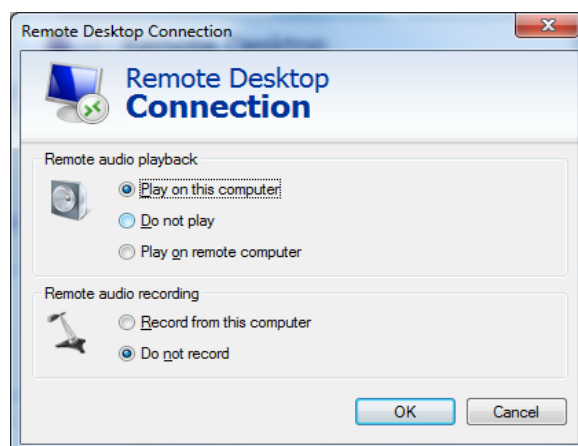 Remote Desktop Connection
Remote Desktop
Connection
Remote audio playback
Play on this computer
Do not play
Play on remote computer
Remote audio recording
Record from this computer
Do not record
OK
Cancel